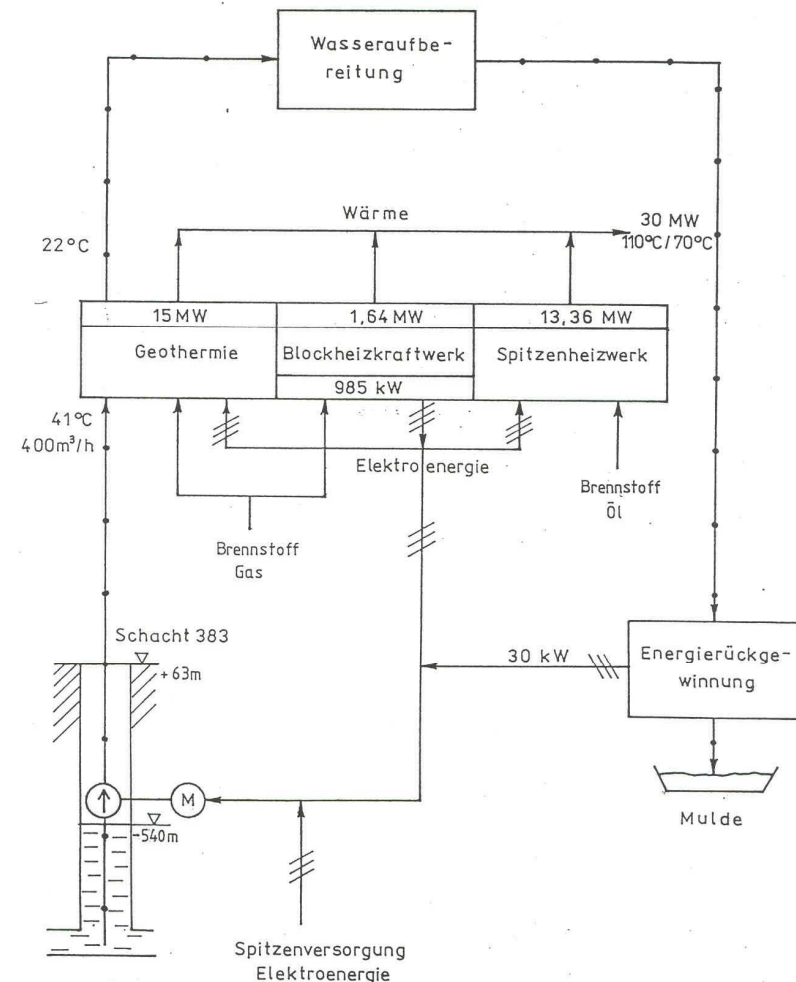 Wasseraufbe-
reitung
Wärme
30 MW
110°C/70°C
22°C
15 MW
1,64 MW
13,36 MW
Geothermie
Blockheizkraftwerk
Spitzenheizwerk
985 kW
41°C
400m³/h
Elektroenergie
Brennstoff
Öl
Brennstoff
Gas
Schacht 383
+63m
30 kW
Energierückge-
winnung
M
-540m
Mulde
Spitzenversorgung
Elektroenergie